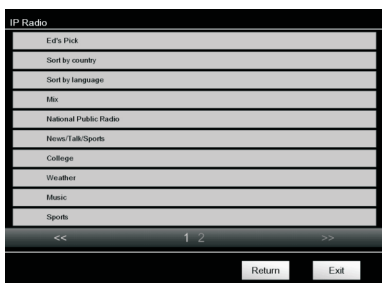 IP Radio
Ed's Pick
Sort by country
Sort by language
Mix
National Public Radio
News/Talk/Sports
College
Weather
Music
Sports
<< 1 2 >>
Return Exit